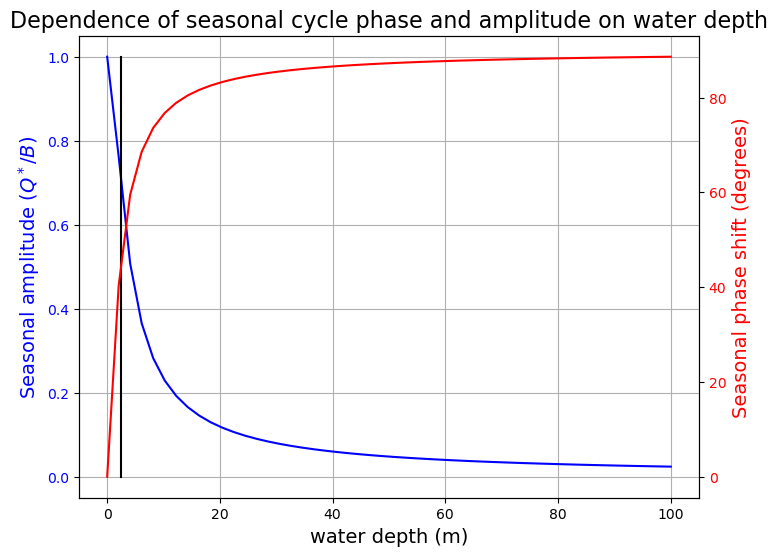 Dependence of seasonal cycle phase and amplitude on water depth
Seasonal amplitude (Q*/B)
1.0
0.8
0.6
0.4
0.2
0.0
80
60
40
20
0
Seasonal phase shift (degrees)
0 20 40 60 80 100
water depth (m)